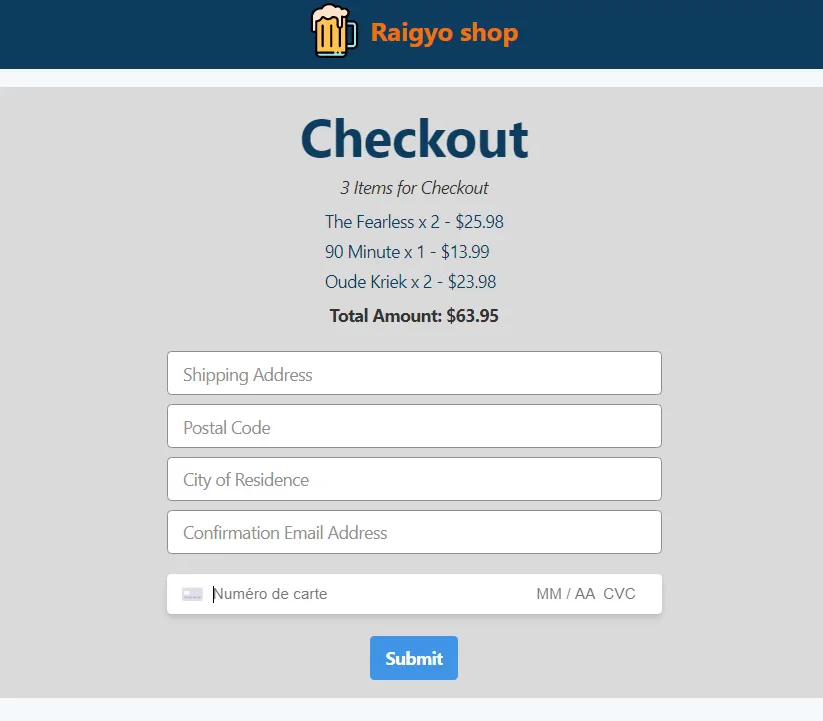 Raigyo shop
Checkout
3 Items for Checkout
The Fearless x 2 - $25.98
90 Minute x 1 - $13.99
Oude Kriek x 2 - $23.98
Total Amount: $63.95
Shipping Address
Postal Code
City of Residence
Confirmation Email Address
Numéro de carte MM / AA CVC
Submit